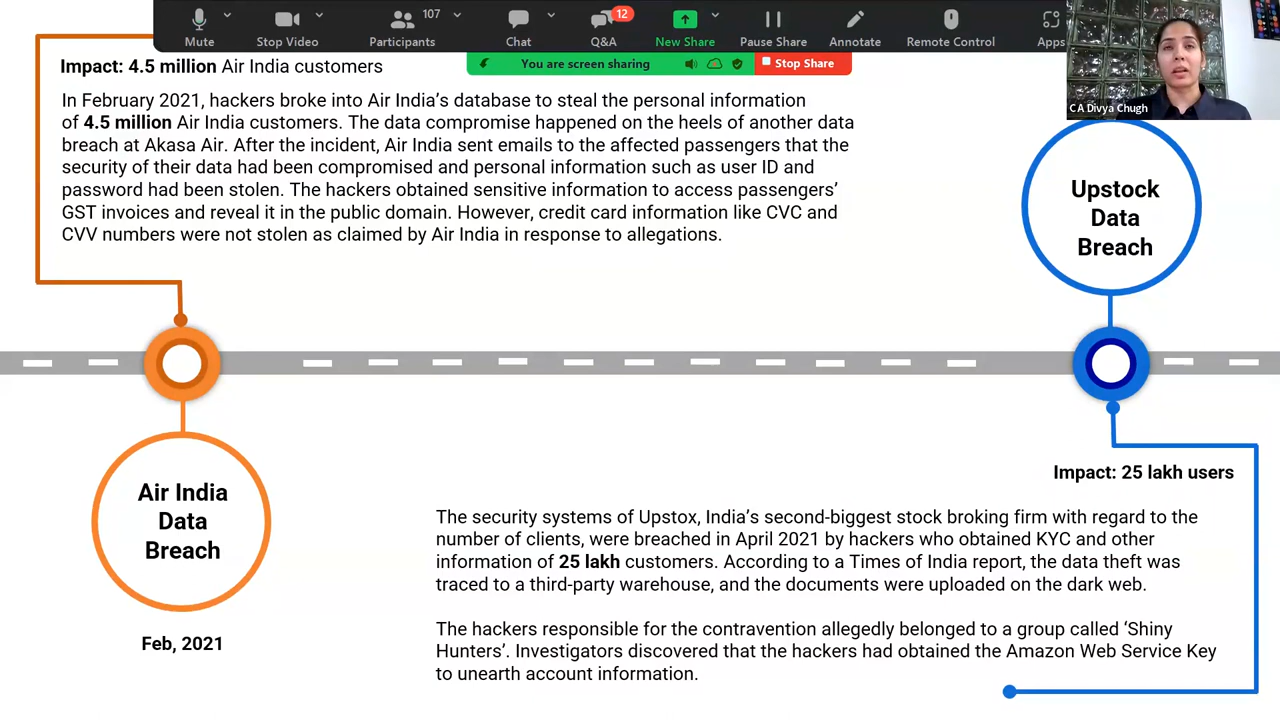 Mute
Stop Video
Participants
107
Chat
Q&A
12
New Share
Pause Share
Annotate
Remote Control
Apps
You are screen sharing
Stop Share
CA Divya Chugh
Impact: 4.5 million Air India customers
In February 2021, hackers broke into Air India’s database to steal the personal information
of 4.5 million Air India customers. The data compromise happened on the heels of another data
breach at Akasa Air. After the incident, Air India sent emails to the affected passengers that the
security of their data had been compromised and personal information such as user ID and
password had been stolen. The hackers obtained sensitive information to access passengers’
GST invoices and reveal it in the public domain. However, credit card information like CVC and
CVV numbers were not stolen as claimed by Air India in response to allegations.
Upstock
Data
Breach
Air India
Data
Breach
Feb, 2021
Impact: 25 lakh users
The security systems of Upstox, India’s second-biggest stock broking firm with regard to the
number of clients, were breached in April 2021 by hackers who obtained KYC and other
information of 25 lakh customers. According to a Times of India report, the data theft was
traced to a third-party warehouse, and the documents were uploaded on the dark web.
The hackers responsible for the contravention allegedly belonged to a group called ‘Shiny
Hunters’. Investigators discovered that the hackers had obtained the Amazon Web Service Key
to unearth account information.